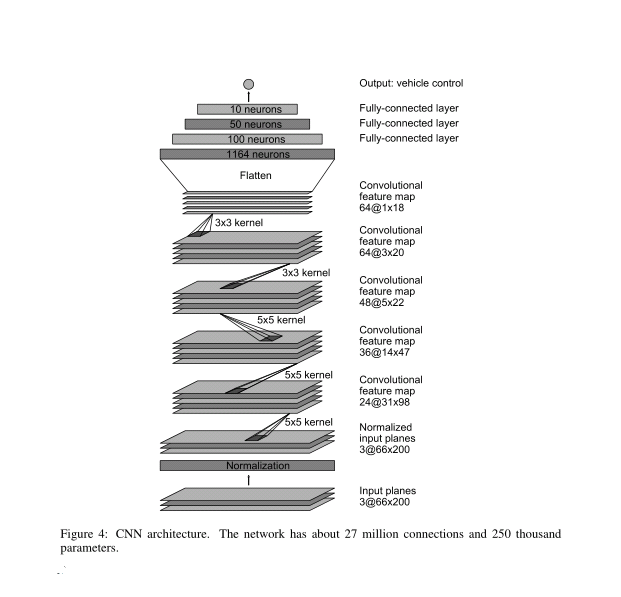 Output: vehicle control
10 neurons
Fully-connected layer
50 neurons
Fully-connected layer
100 neurons
Fully-connected layer
1164 neurons
Flatten
Convolutional
feature map
64@1x18
3x3 kernel
Convolutional
feature map
64@3x20
3x3 kernel
Convolutional
feature map
48@5x22
5x5 kernel
Convolutional
feature map
36@14x47
5x5 kernel
Convolutional
feature map
24@31x98
5x5 kernel
Normalized
input planes
3@66x200
Normalization
Input planes
3@66x200
Figure 4: CNN architecture. The network has about 27 million connections and 250 thousand
parameters.